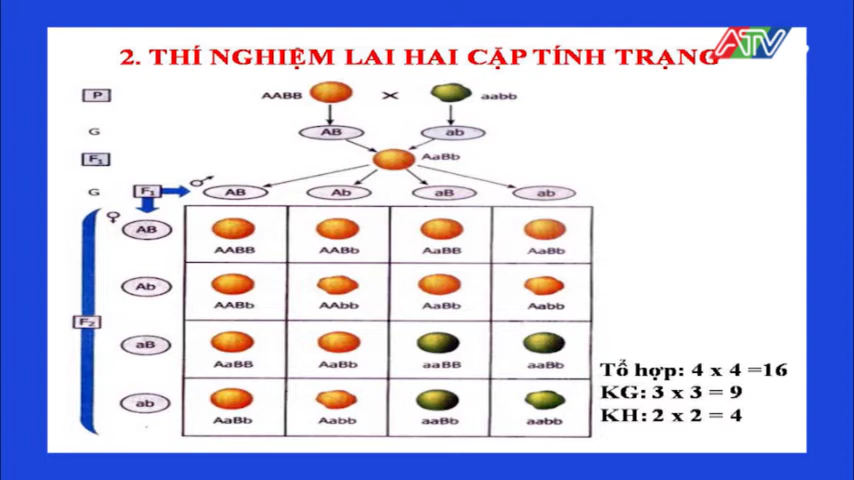 ATV
2. THÍ NGHIỆM LAI HAI CẶP TÍNH TRẠNG
P AABB × aabb
G AB ab
F₁ AaBb
G F₁ ♂ AB Ab aB ab
♀
AB AABB AABb AaBB AaBb
Ab AABb AAbb AaBb Aabb
F₂
aB AaBB AaBb aaBB aaBb
ab AaBb Aabb aaBb aabb
Tổ hợp: 4 x 4 =16
KG: 3 x 3 = 9
KH: 2 x 2 = 4